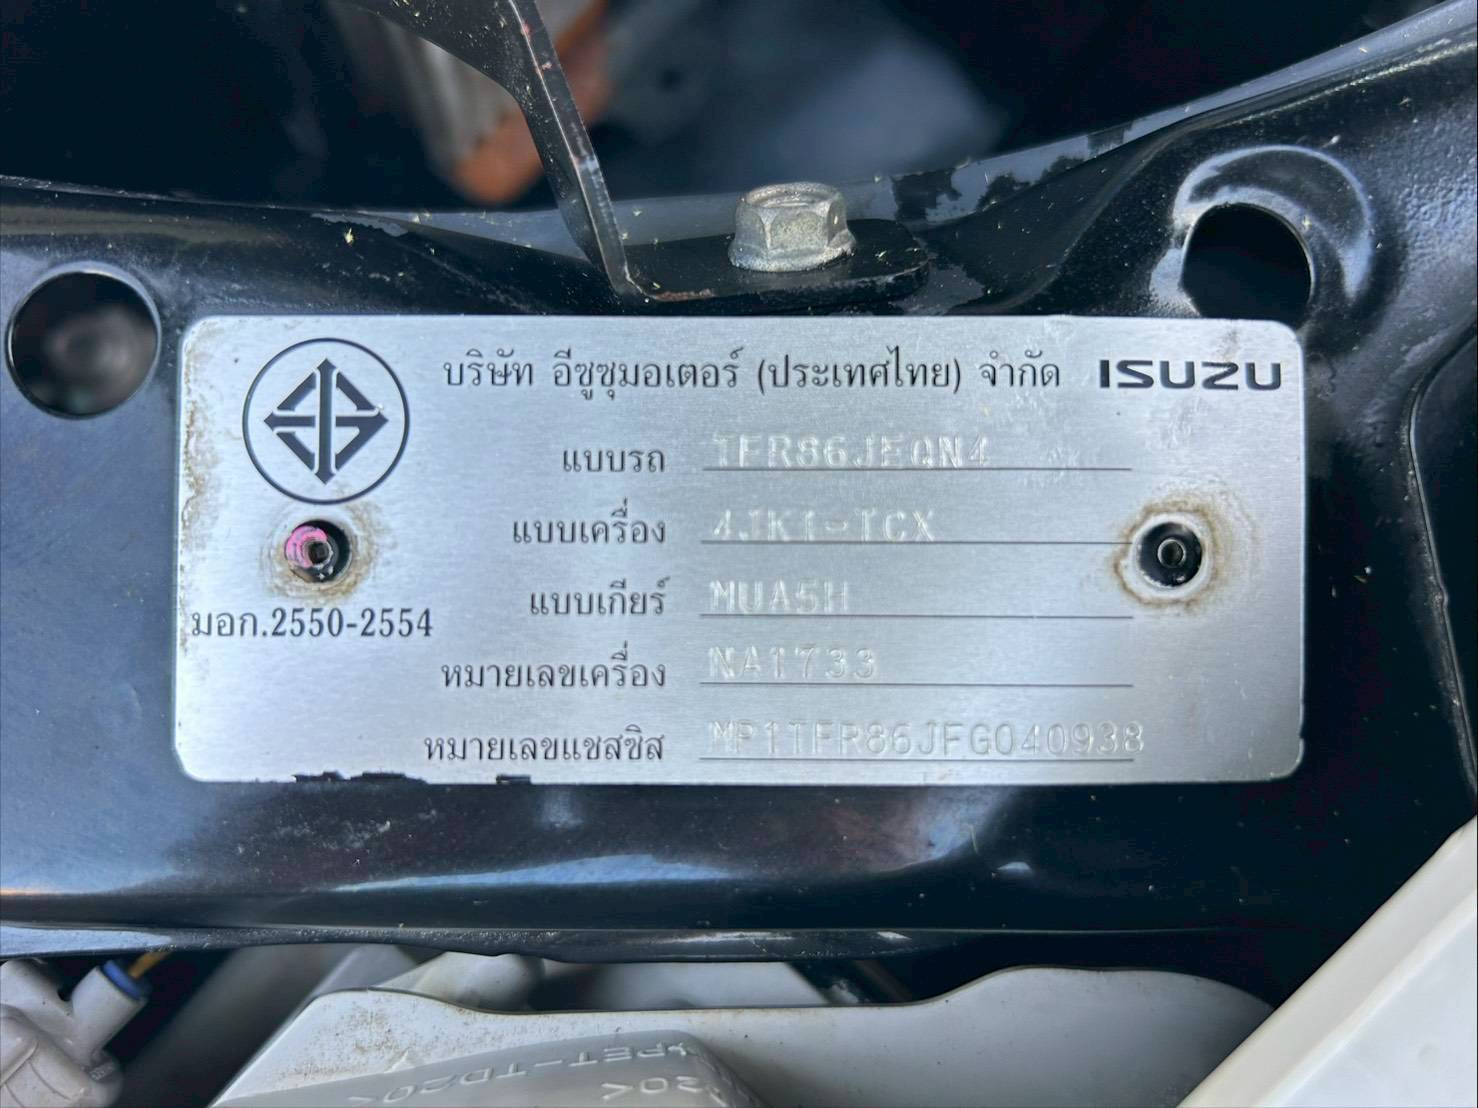 บริษัท อีซูซุมอเตอร์ (ประเทศไทย) จำกัด ISUZU
แบบรถ TFR86JEQN4
แบบเครื่อง 4JK1-TCX
แบบเกียร์ MUA5H
มอก.2550-2554
หมายเลขเครื่อง NA1733
หมายเลขแชสซิส MP1TFR86JFG040938
PET-TD20<
20<